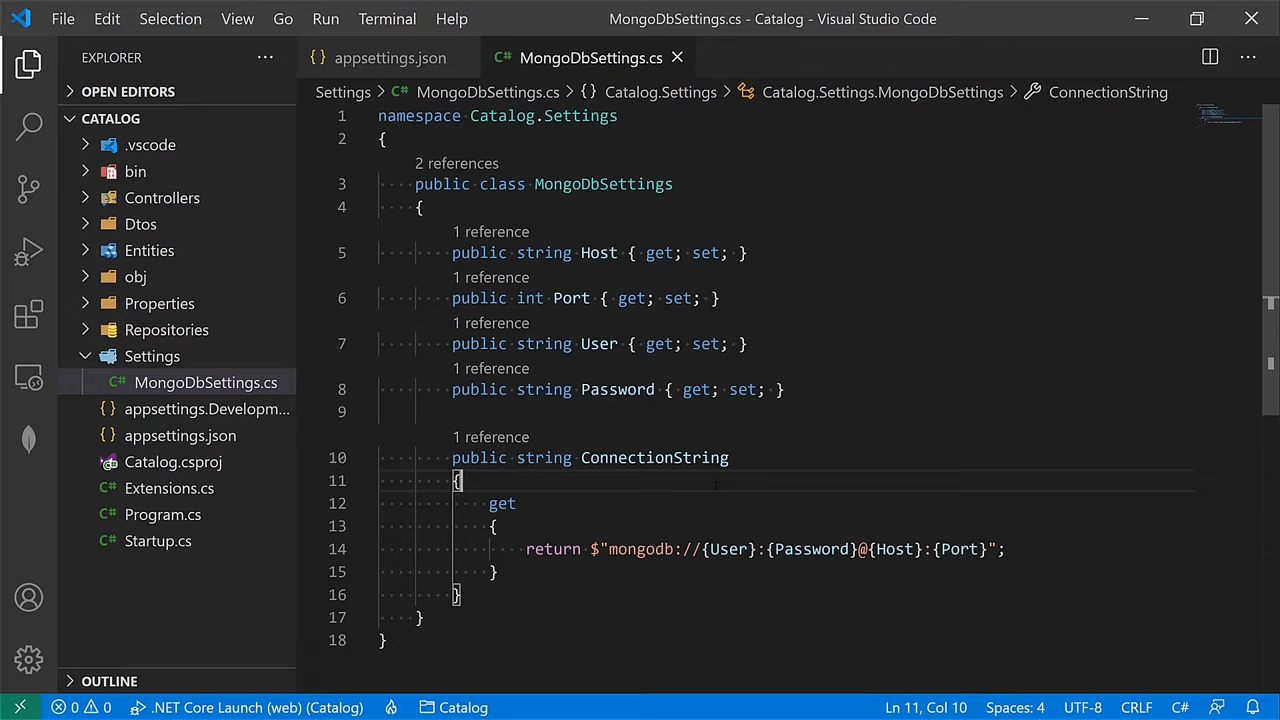 File Edit Selection View Go Run Terminal Help MongoDbSettings.cs - Catalog - Visual Studio Code
EXPLORER
OPEN EDITORS
CATALOG
.vscode
bin
Controllers
Dtos
Entities
obj
Properties
Repositories
Settings
C# MongoDbSettings.cs
{} appsettings.Developm...
{} appsettings.json
Catalog.csproj
C# Extensions.cs
C# Program.cs
C# Startup.cs
OUTLINE
{} appsettings.json C# MongoDbSettings.cs
Settings > C# MongoDbSettings.cs > {} Catalog.Settings > Catalog.Settings.MongoDbSettings > ConnectionString
1 namespace Catalog.Settings
2 {
2 references
3 public class MongoDbSettings
4 {
1 reference
5 public string Host { get; set; }
1 reference
6 public int Port { get; set; }
1 reference
7 public string User { get; set; }
1 reference
8 public string Password { get; set; }
9
1 reference
10 public string ConnectionString
11 {
12 get
13 {
14 return $"mongodb://{User}:{Password}@{Host}:{Port}";
15 }
16 }
17 }
18 }
0 0 .NET Core Launch (web) (Catalog) Catalog Ln 11, Col 10 Spaces: 4 UTF-8 CRLF C#